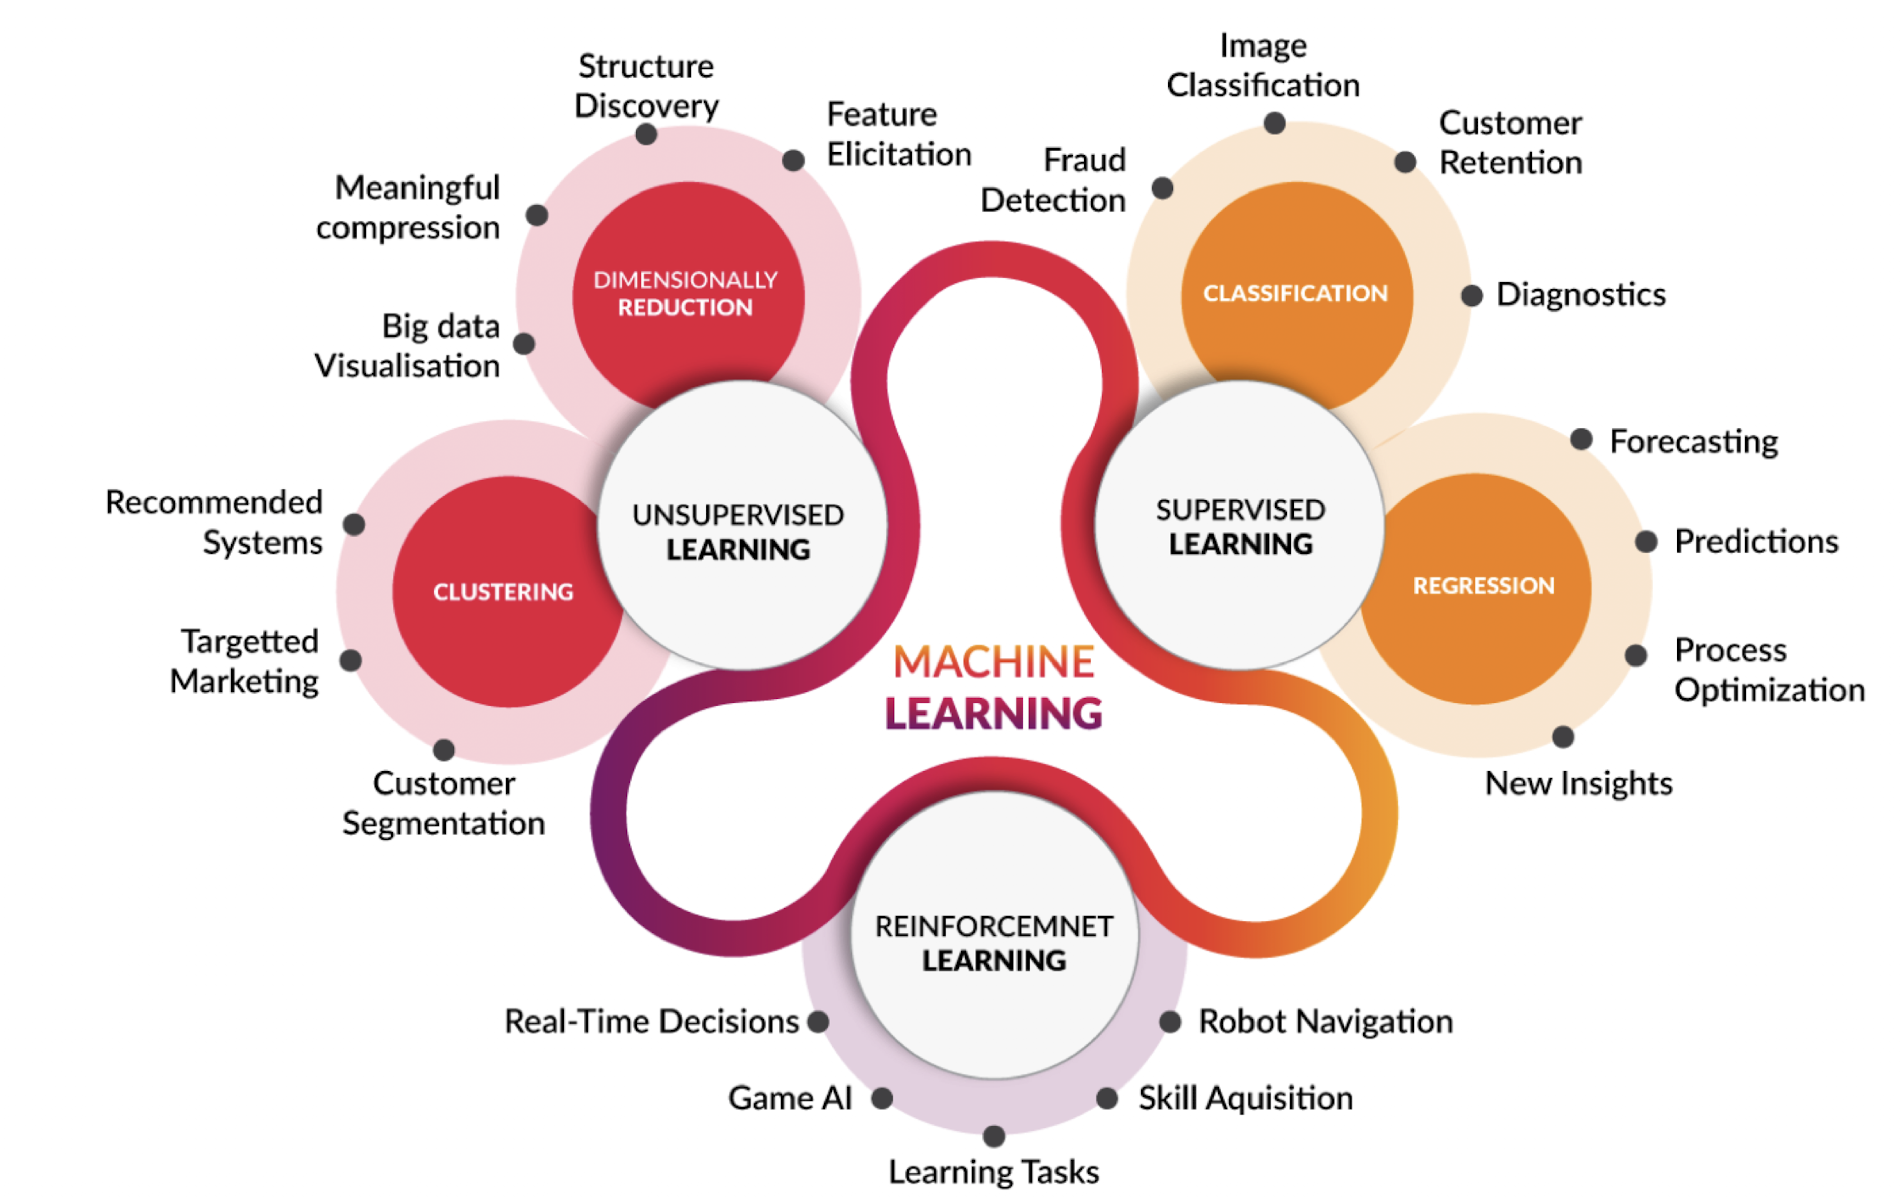 Structure
Discovery
Feature
Elicitation
Meaningful
compression
Big data
Visualisation
DIMENSIONALLY
REDUCTION
Recommended
Systems
Targetted
Marketing
Customer
Segmentation
CLUSTERING
UNSUPERVISED
LEARNING
Image
Classification
Customer
Retention
Fraud
Detection
Diagnostics
CLASSIFICATION
Forecasting
Predictions
Process
Optimization
New Insights
REGRESSION
SUPERVISED
LEARNING
MACHINE
LEARNING
REINFORCEMNET
LEARNING
Real-Time Decisions
Robot Navigation
Game AI
Skill Aquisition
Learning Tasks